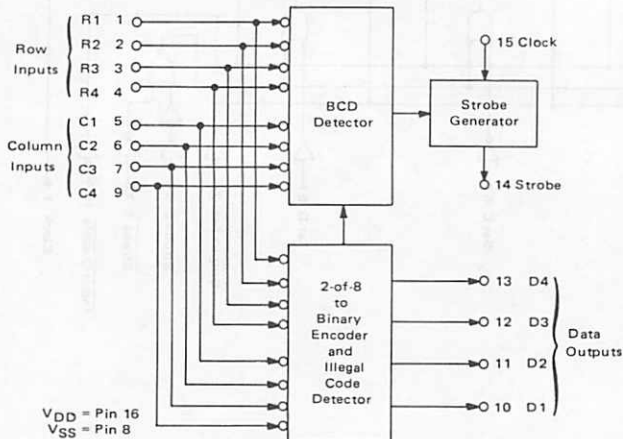 Row
Inputs
R1 1
R2 2
R3 3
R4 4
Column
Inputs
C1 5
C2 6
C3 7
C4 9
BCD
Detector
15 Clock
Strobe
Generator
14 Strobe
2-of-8
to
Binary
Encoder
and
Illegal
Code
Detector
13 D4
12 D3
11 D2
10 D1
Data
Outputs
VDD = Pin 16
VSS = Pin 8